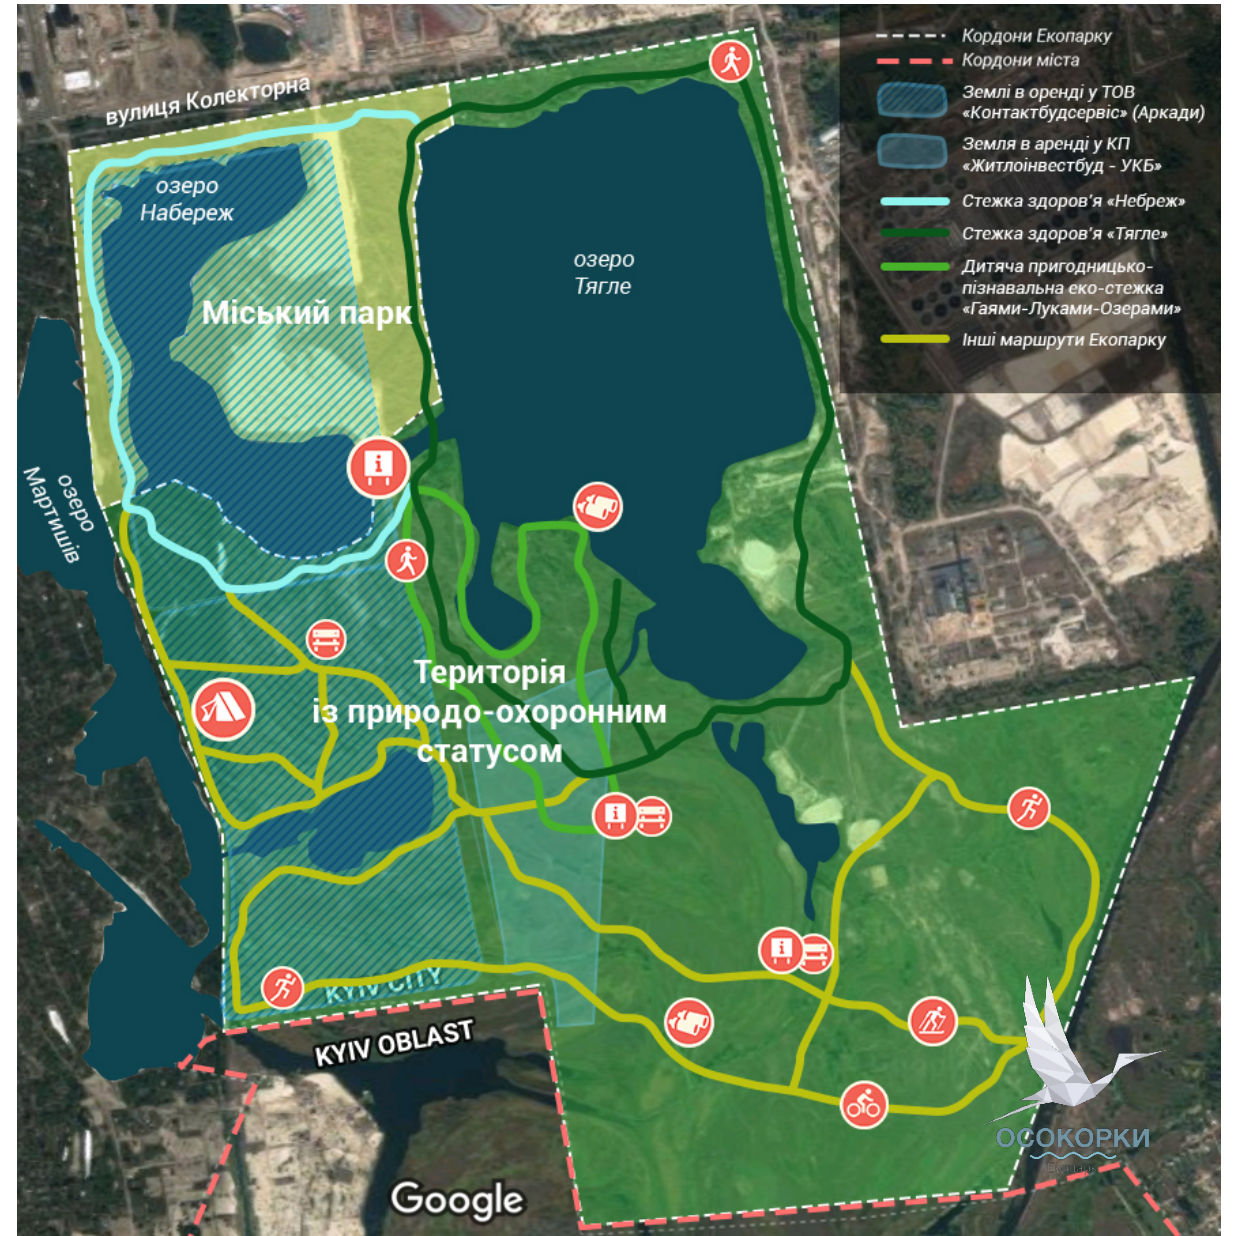 Кордони Екопарку
Кордони міста
Землі в оренді у ТОВ
«Контактбудсервіс» (Аркади)
Земля в аренді у КП
«Житлоінвестбуд - УКБ»
Стежка здоров'я «Небреж»
Стежка здоров'я «Тягле»
Дитяча пригодницько-
пізнавальна еко-стежка
«Гаями-Луками-Озерами»
Інші маршрути Екопарку
вулиця Колекторна
озеро
Набереж
озеро
Тягле
Міський парк
озеро
Мартишів
Територія
із природо-охоронним
статусом
KYIV CITY
KYIV OBLAST
ОСОКОРКИ
Google